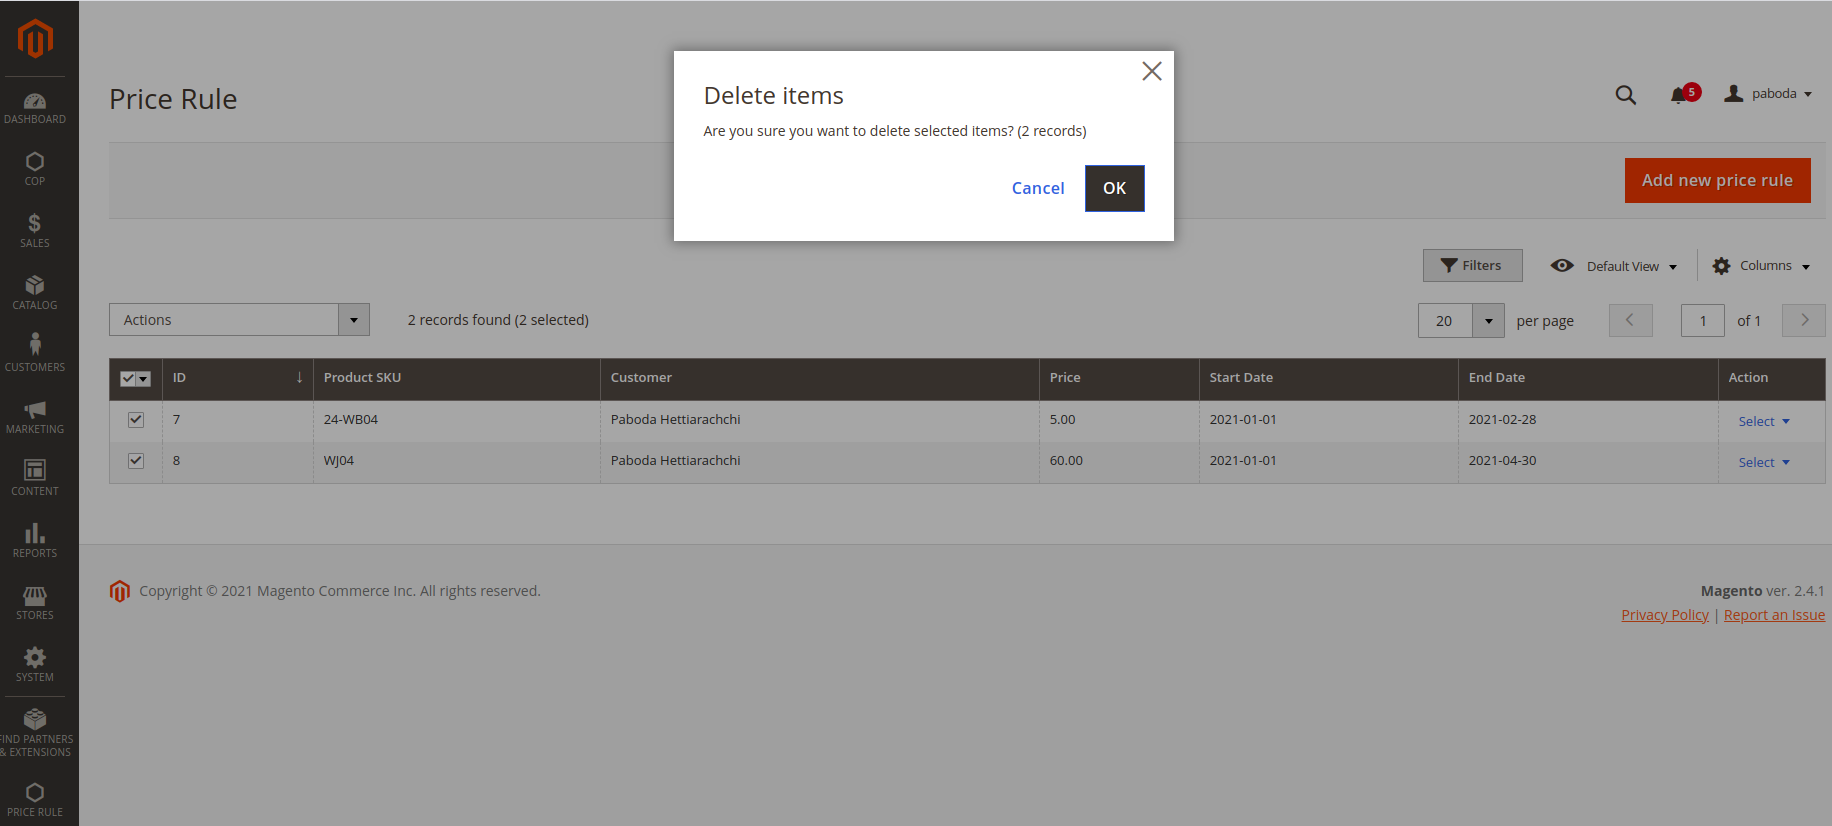 DASHBOARD
COP
SALES
CATALOG
CUSTOMERS
MARKETING
CONTENT
REPORTS
STORES
SYSTEM
FIND PARTNERS
& EXTENSIONS
PRICE RULE
Price Rule
5
paboda
Delete items
Are you sure you want to delete selected items? (2 records)
Cancel
OK
Add new price rule
Filters
Default View
Columns
Actions
2 records found (2 selected)
20
per page
1
of 1
ID ↓ Product SKU Customer Price Start Date End Date Action
7 24-WB04 Paboda Hettiarachchi 5.00 2021-01-01 2021-02-28 Select
8 WJ04 Paboda Hettiarachchi 60.00 2021-01-01 2021-04-30 Select
Copyright © 2021 Magento Commerce Inc. All rights reserved.
Magento ver. 2.4.1
Privacy Policy | Report an Issue